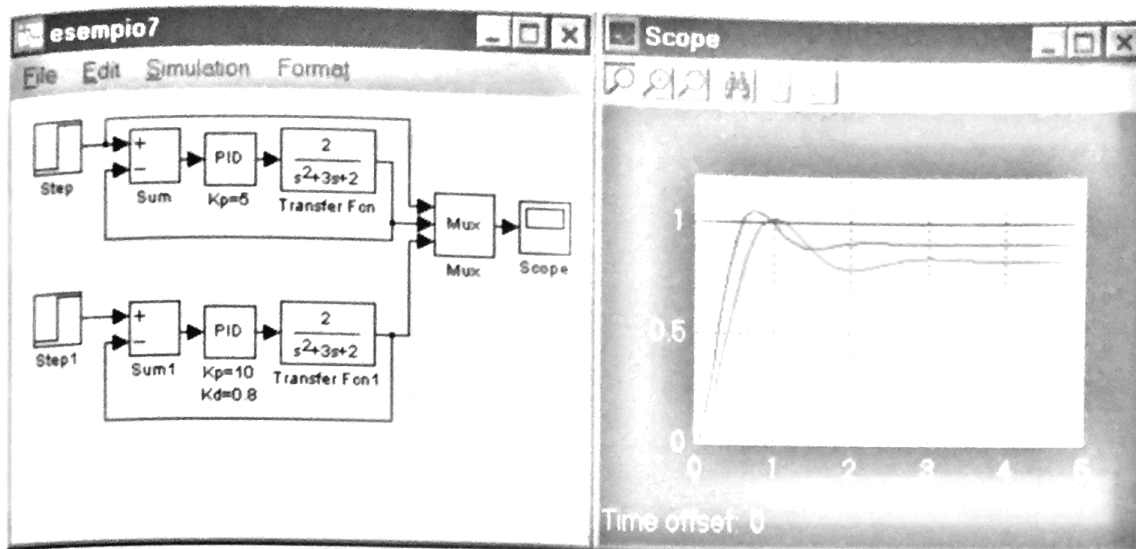 esempio7
File Edit Simulation Format
Step
+
−
Sum
PID
Kp=5
2
s²+3s+2
Transfer Fcn
Mux
Mux
Scope
Step1
+
−
Sum1
PID
Kp=10
Kd=0.8
2
s²+3s+2
Transfer Fcn1
Scope
1
0.5
0
0 1 2 3 4 5
Time offset: 0